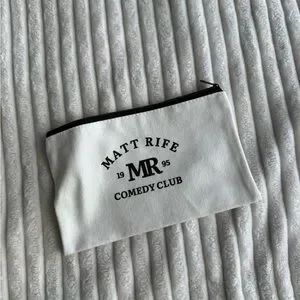 MATT RIFE
19 MR 95
COMEDY CLUB